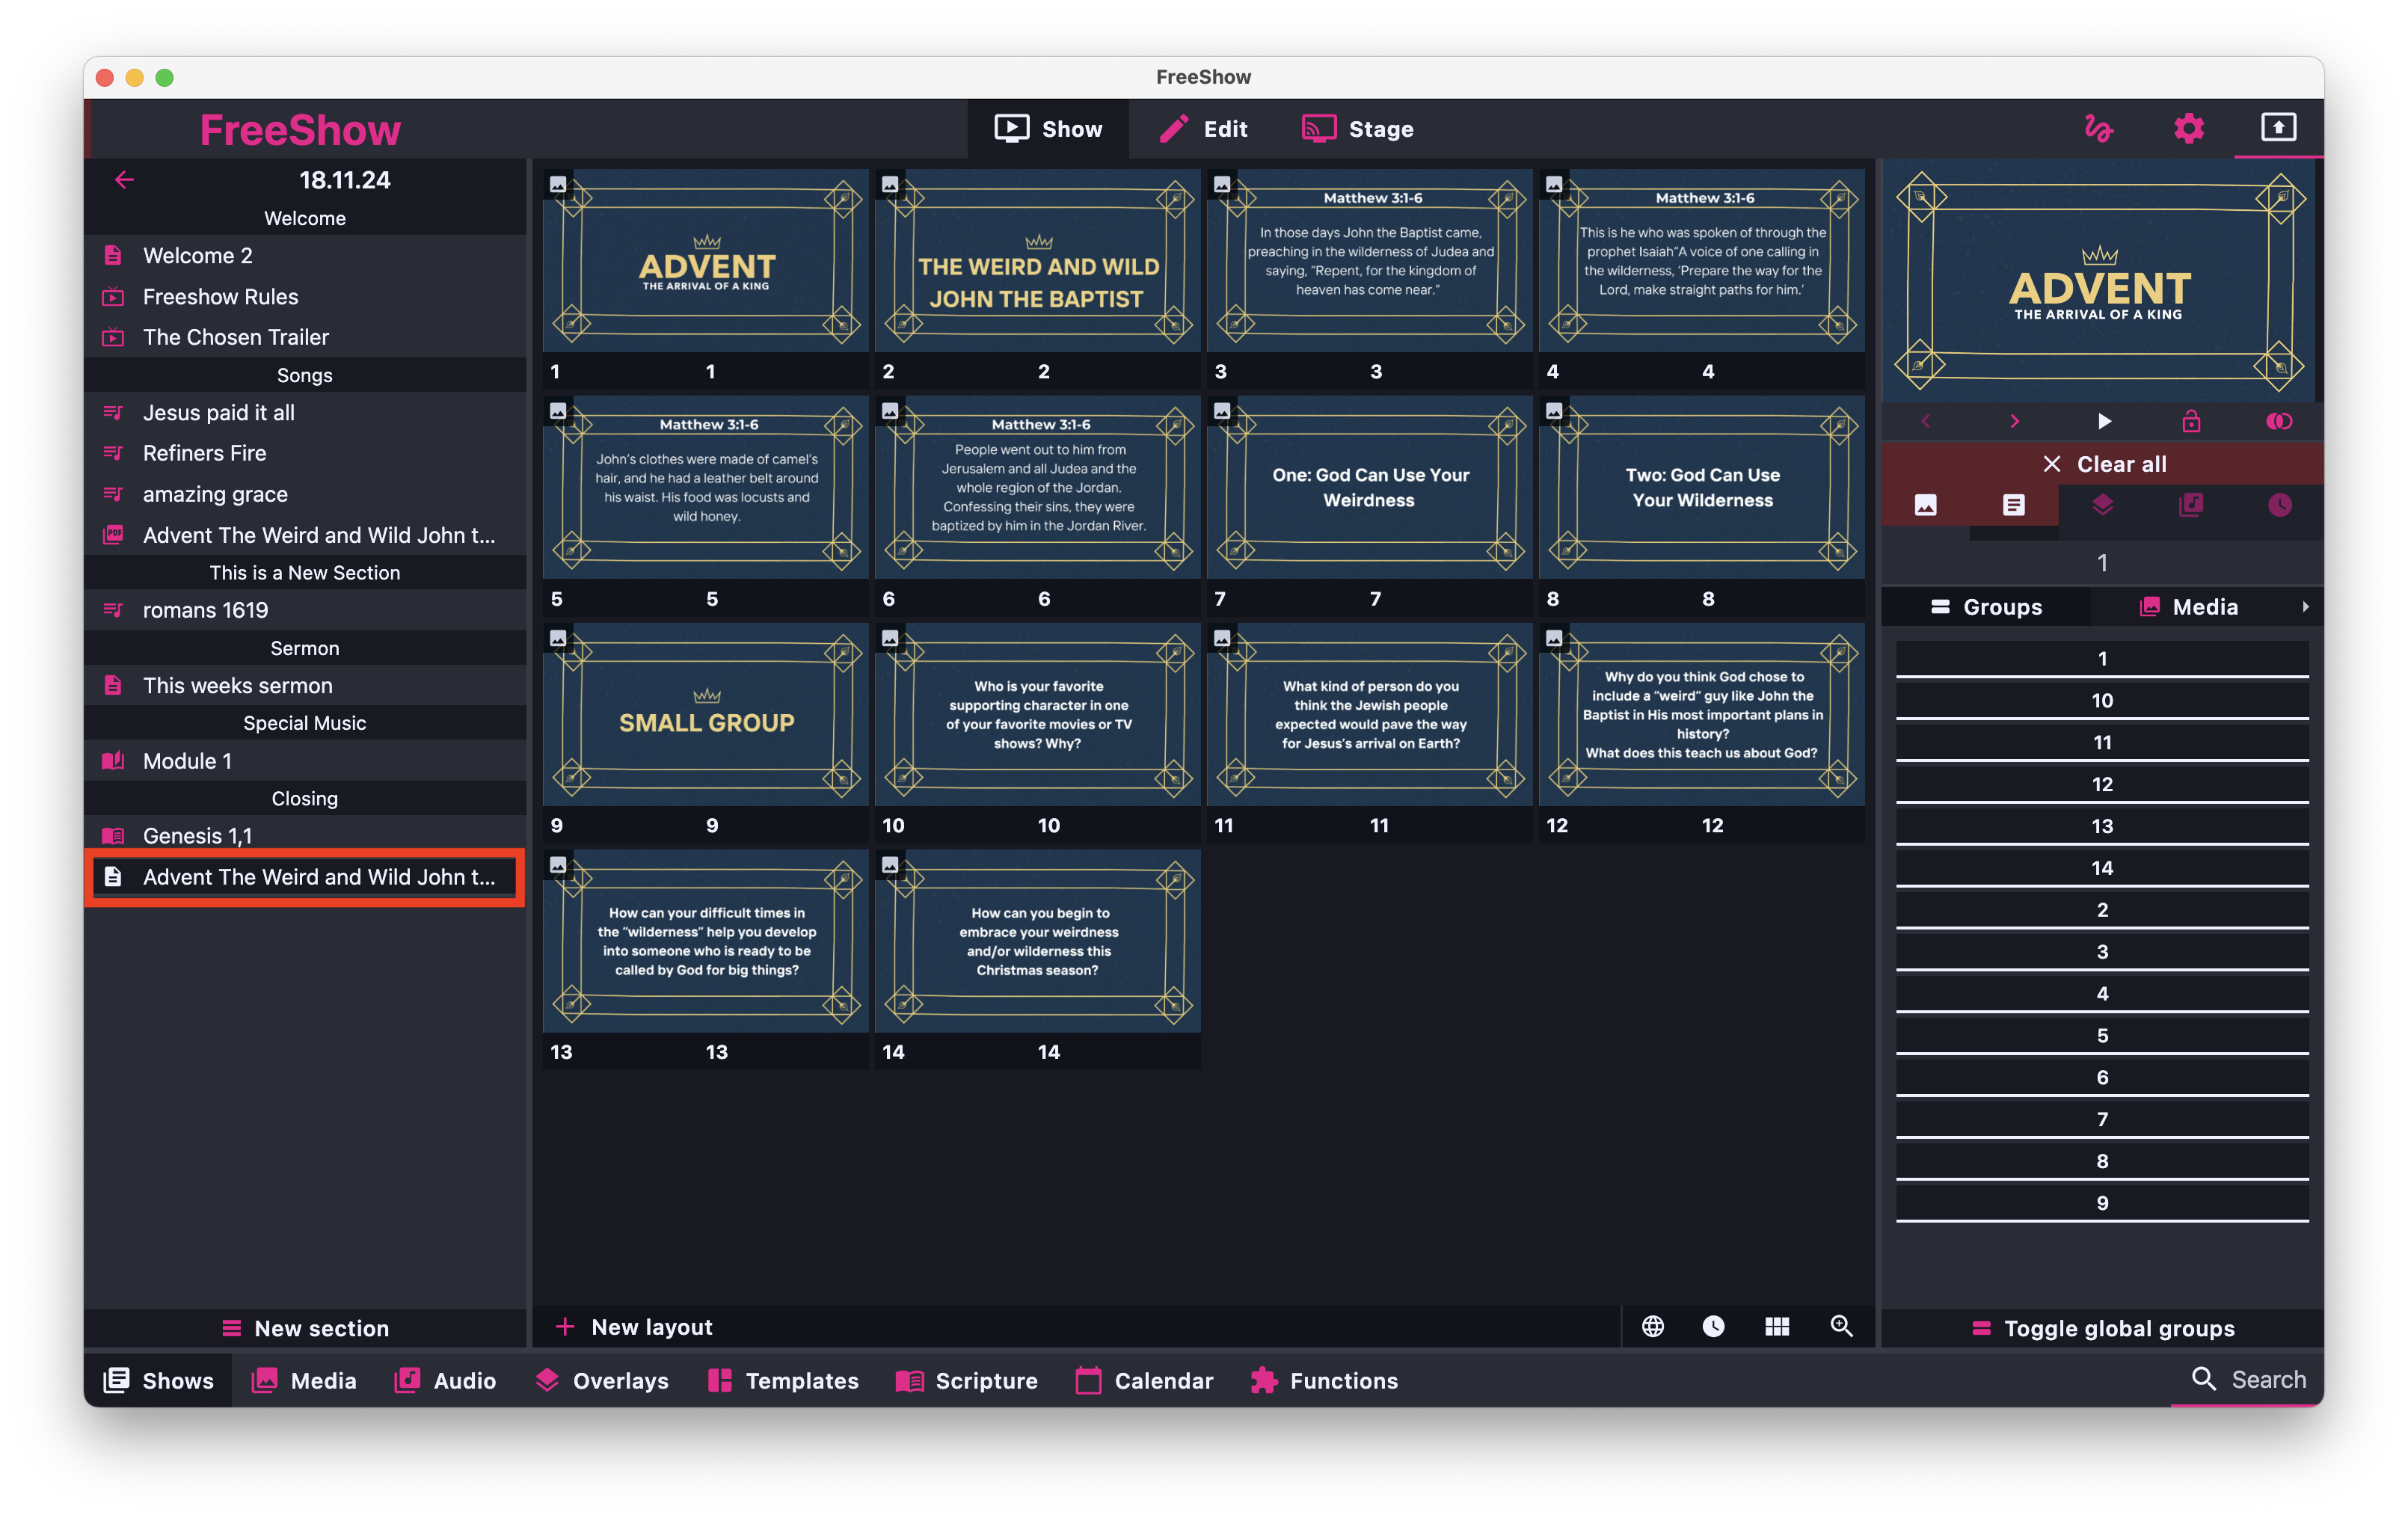 FreeShow
FreeShow
Show
Edit
Stage
18.11.24
Welcome
Welcome 2
Freeshow Rules
The Chosen Trailer
Songs
Jesus paid it all
Refiners Fire
amazing grace
PDF
Advent The Weird and Wild John t...
This is a New Section
romans 1619
Sermon
This weeks sermon
Special Music
Module 1
Closing
Genesis 1,1
Advent The Weird and Wild John t...
New section
ADVENT
THE ARRIVAL OF A KING
1 1
THE WEIRD AND WILD
JOHN THE BAPTIST
2 2
Matthew 3:1-6
In those days John the Baptist came,
preaching in the wilderness of Judea and
saying, "Repent, for the kingdom of
heaven has come near."
3 3
Matthew 3:1-6
This is he who was spoken of through the
prophet Isaiah"A voice of one calling in
the wilderness, 'Prepare the way for the
Lord, make straight paths for him.'
4 4
Matthew 3:1-6
John's clothes were made of camel's
hair, and he had a leather belt around
his waist. His food was locusts and
wild honey.
5 5
Matthew 3:1-6
People went out to him from
Jerusalem and all Judea and the
whole region of the Jordan.
Confessing their sins, they were
baptized by him in the Jordan River.
6 6
One: God Can Use Your
Weirdness
7 7
Two: God Can Use
Your Wilderness
8 8
SMALL GROUP
9 9
Who is your favorite
supporting character in one
of your favorite movies or TV
shows? Why?
10 10
What kind of person do you
think the Jewish people
expected would pave the way
for Jesus's arrival on Earth?
11 11
Why do you think God chose to
include a "weird" guy like John the
Baptist in His most important plans in
history?
What does this teach us about God?
12 12
How can your difficult times in
the "wilderness" help you develop
into someone who is ready to be
called by God for big things?
13 13
How can you begin to
embrace your weirdness
and/or wilderness this
Christmas season?
14 14
New layout
ADVENT
THE ARRIVAL OF A KING
Clear all
1
Groups
Media
1
10
11
12
13
14
2
3
4
5
6
7
8
9
Toggle global groups
Shows
Media
Audio
Overlays
Templates
Scripture
Calendar
Functions
Search